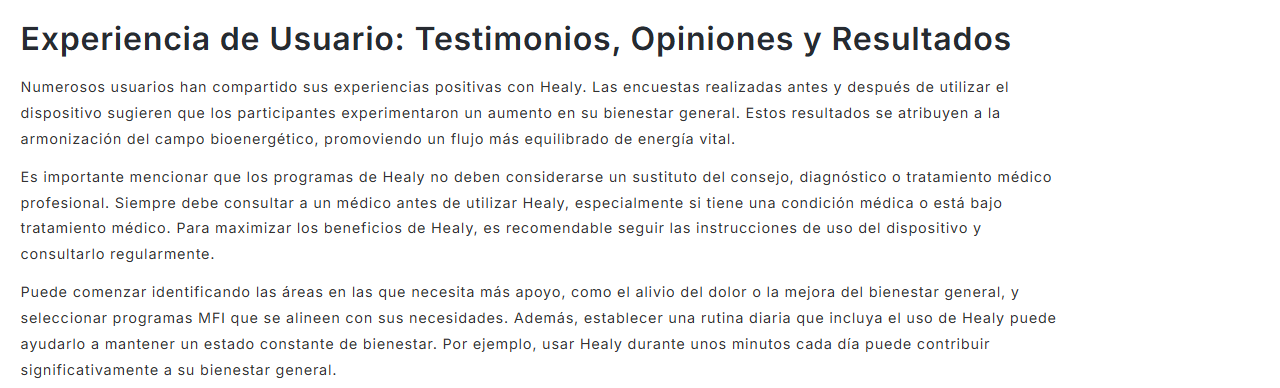 Experiencia de Usuario: Testimonios, Opiniones y Resultados
Numerosos usuarios han compartido sus experiencias positivas con Healy. Las encuestas realizadas antes y después de utilizar el
dispositivo sugieren que los participantes experimentaron un aumento en su bienestar general. Estos resultados se atribuyen a la
armonización del campo bioenergético, promoviendo un flujo más equilibrado de energía vital.
Es importante mencionar que los programas de Healy no deben considerarse un sustituto del consejo, diagnóstico o tratamiento médico
profesional. Siempre debe consultar a un médico antes de utilizar Healy, especialmente si tiene una condición médica o está bajo
tratamiento médico. Para maximizar los beneficios de Healy, es recomendable seguir las instrucciones de uso del dispositivo y
consultarlo regularmente.
Puede comenzar identificando las áreas en las que necesita más apoyo, como el alivio del dolor o la mejora del bienestar general, y
seleccionar programas MFI que se alineen con sus necesidades. Además, establecer una rutina diaria que incluya el uso de Healy puede
ayudarlo a mantener un estado constante de bienestar. Por ejemplo, usar Healy durante unos minutos cada día puede contribuir
significativamente a su bienestar general.